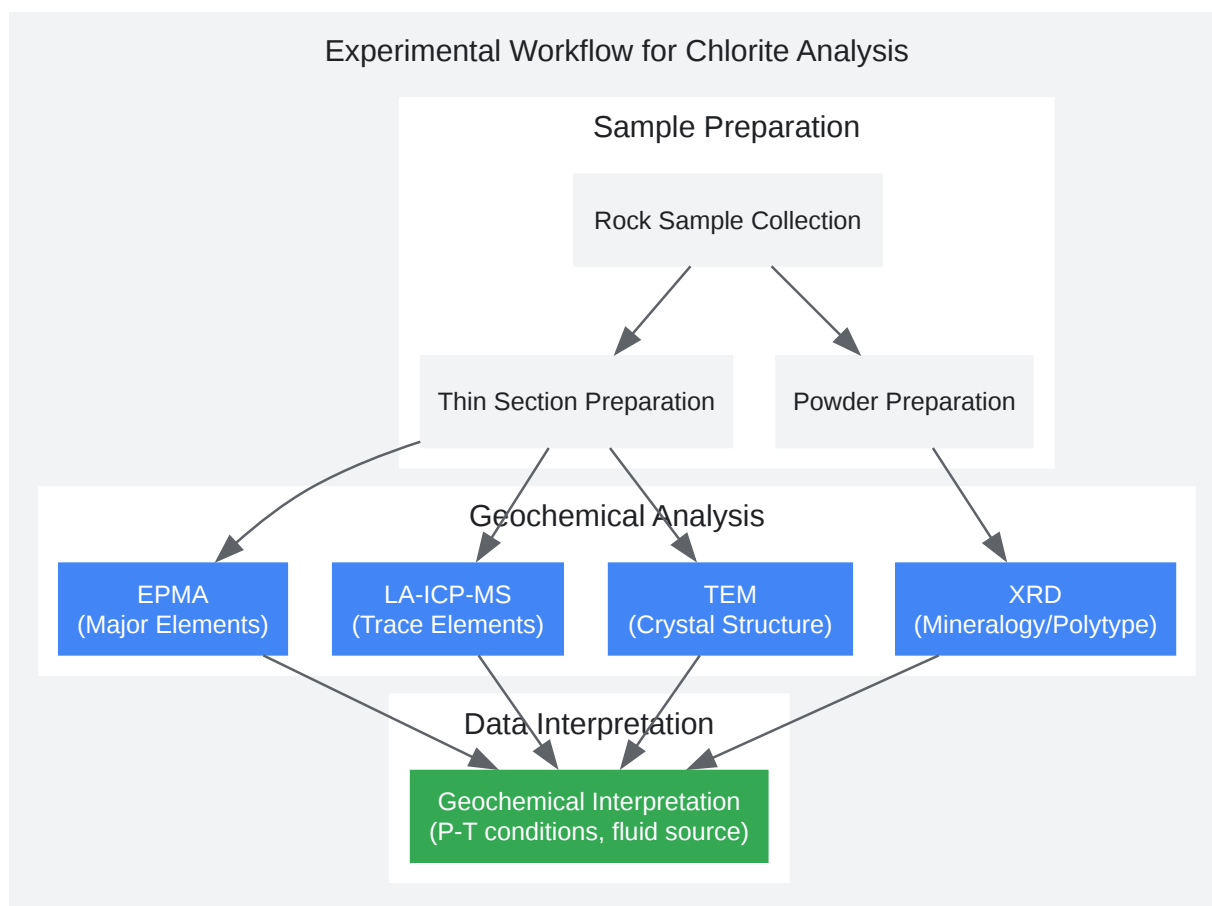 Experimental Workflow for Chlorite Analysis
Sample Preparation
Rock Sample Collection
Thin Section Preparation
Powder Preparation
Geochemical Analysis
EPMA
(Major Elements)
LA-ICP-MS
(Trace Elements)
TEM
(Crystal Structure)
XRD
(Mineralogy/Polytype)
Data Interpretation
Geochemical Interpretation
(P-T conditions, fluid source)